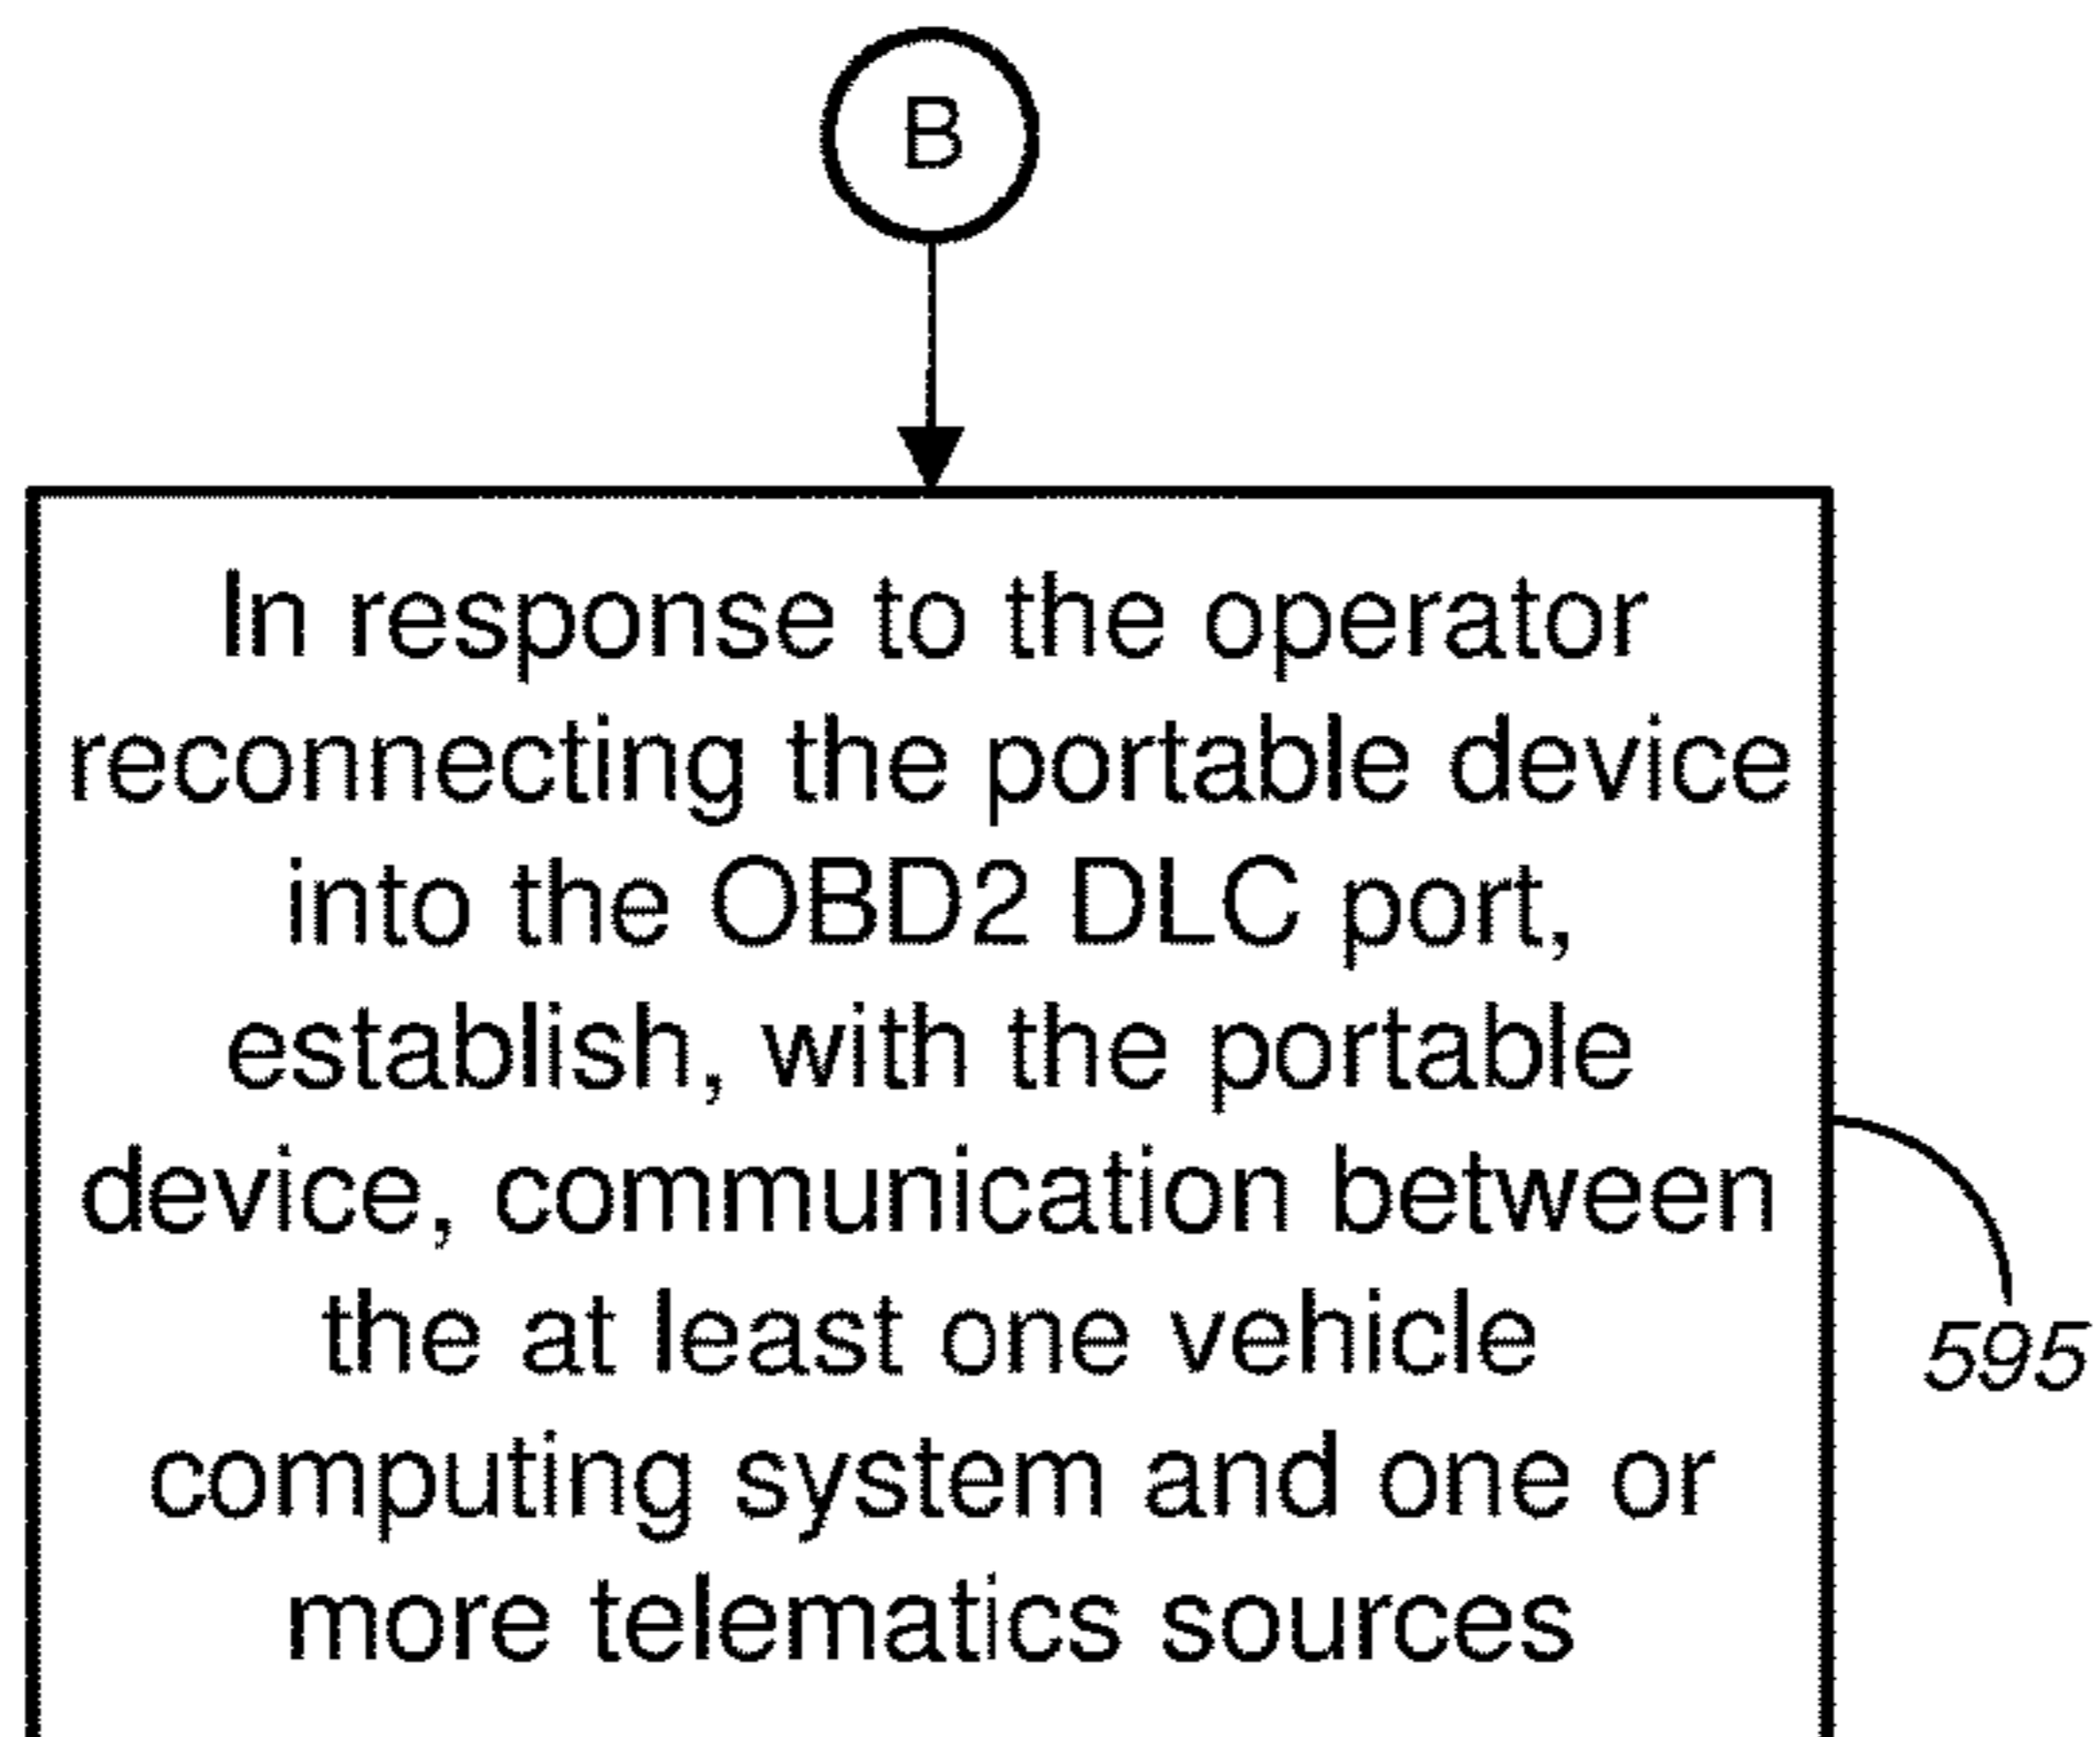 B
In response to the operator
reconnecting the portable device
into the OBD2 DLC port,
establish, with the portable
device, communication between
the at least one vehicle
computing system and one or
more telematics sources
595